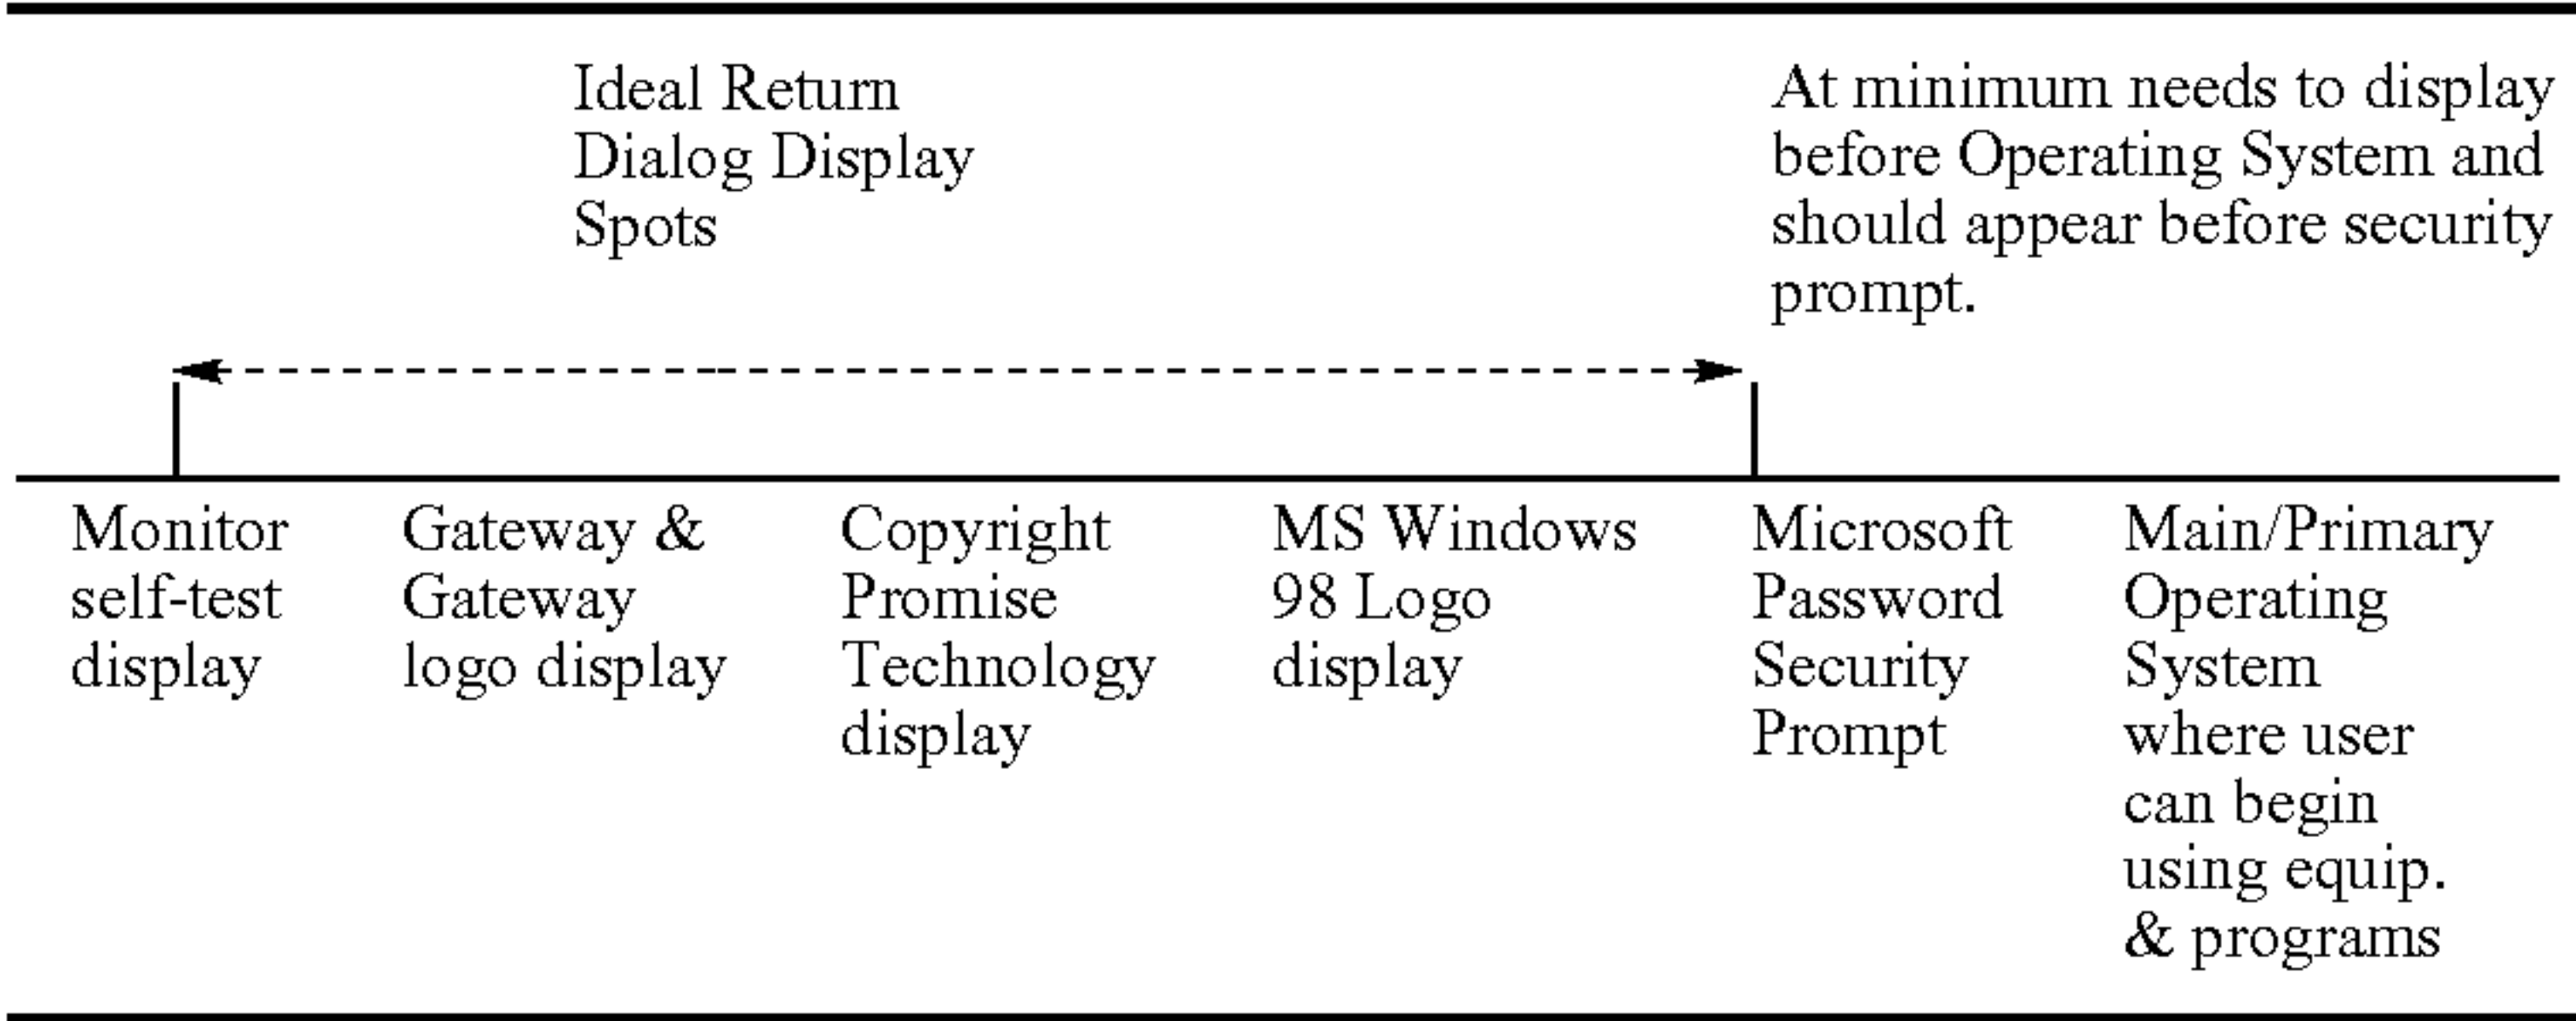 Ideal Return
Dialog Display
Spots
At minimum needs to display
before Operating System and
should appear before security
prompt.
Monitor
self-test
display
Gateway &
Gateway
logo display
Copyright
Promise
Technology
display
MS Windows
98 Logo
display
Microsoft
Password
Security
Prompt
Main/Primary
Operating
System
where user
can begin
using equip.
& programs